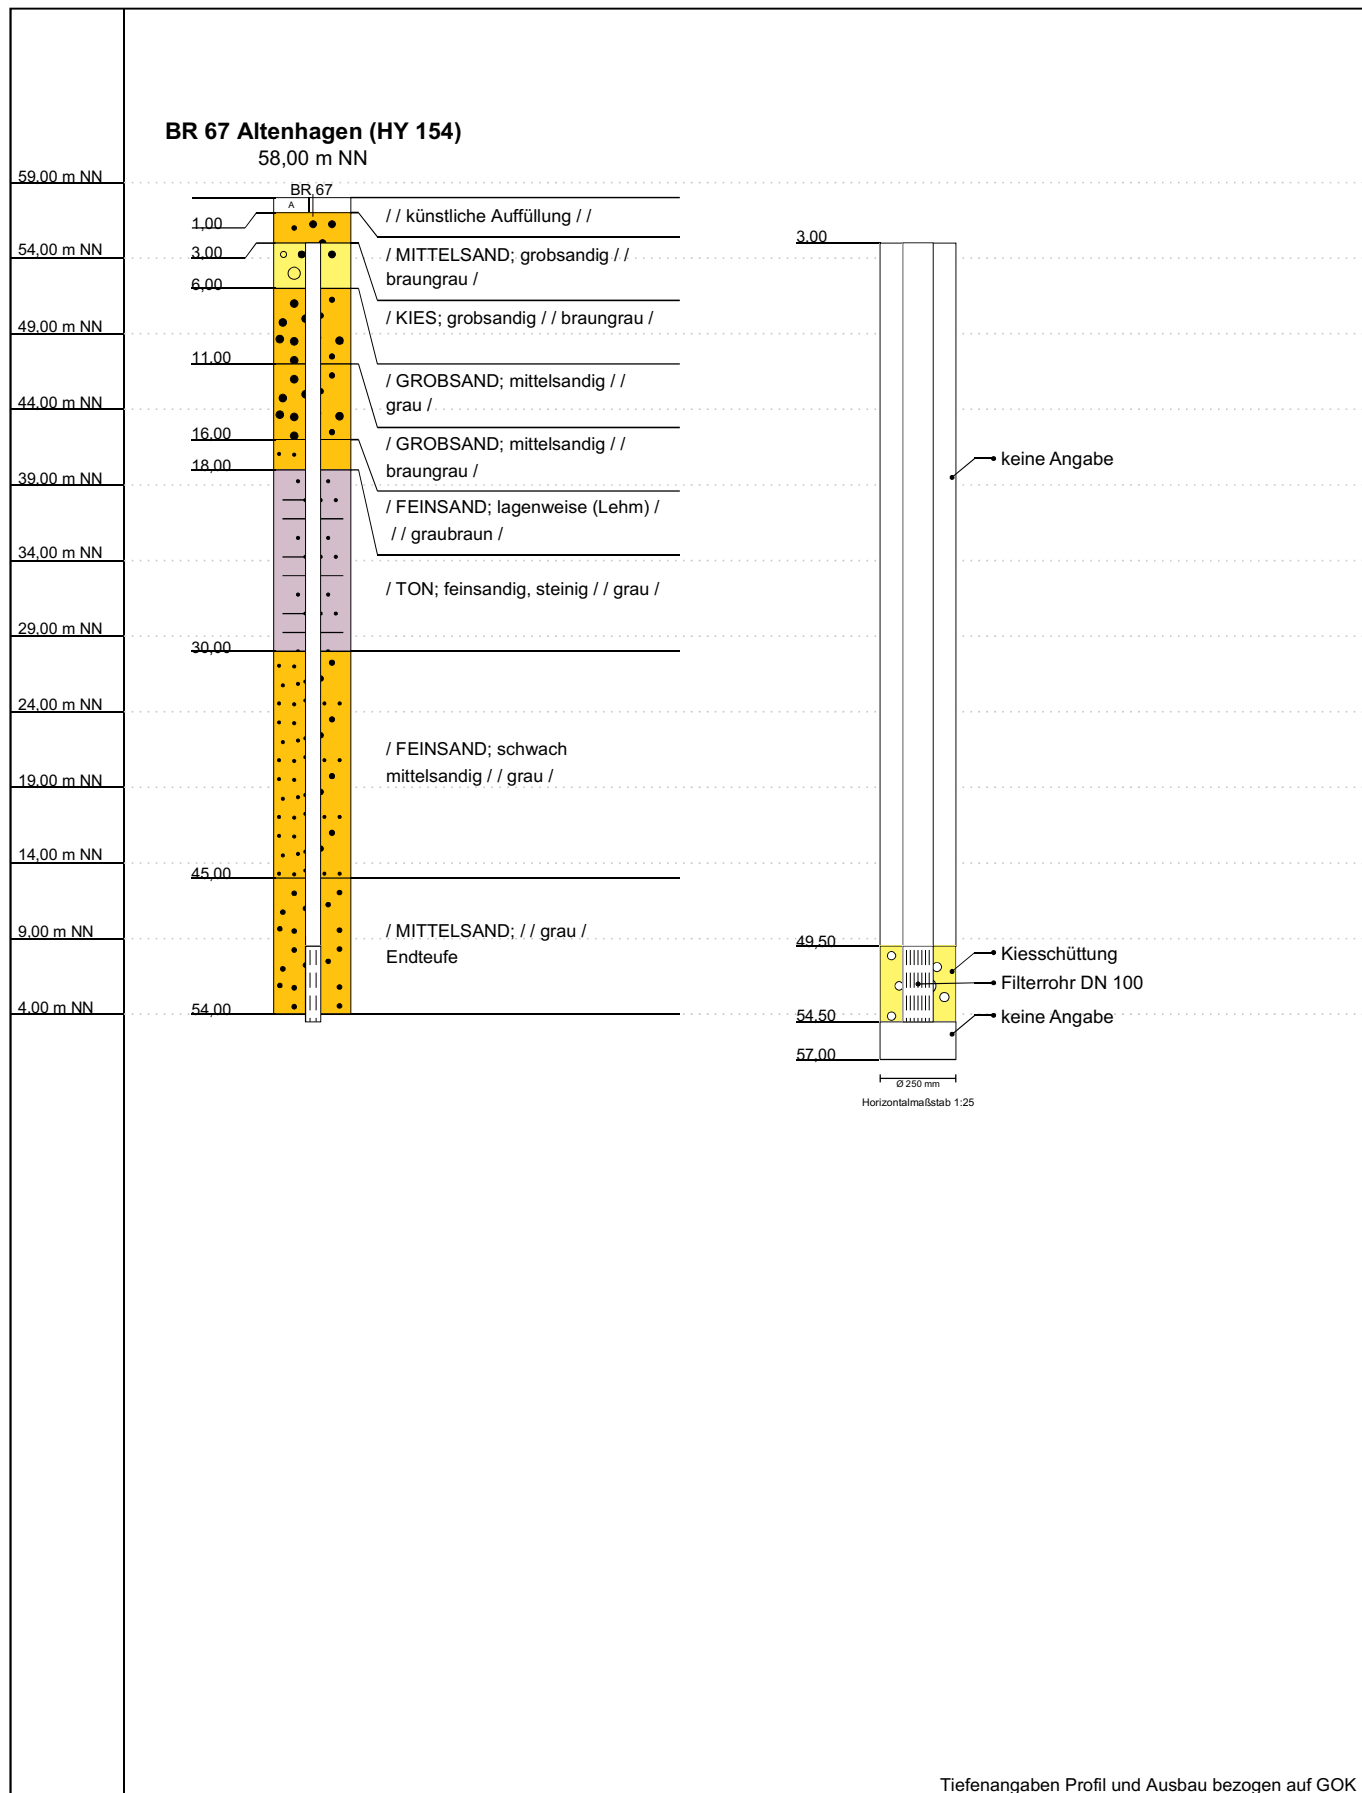 BR 67 Altenhagen (HY 154)
58,00 m NN
59,00 m NN
54,00 m NN
49,00 m NN
44,00 m NN
39,00 m NN
34,00 m NN
29,00 m NN
24,00 m NN
19,00 m NN
14,00 m NN
9,00 m NN
4,00 m NN
BR 67
A
1,00
3,00
6,00
11,00
16,00
18,00
30,00
45,00
54,00
/ / künstliche Auffüllung / /
/ MITTELSAND; grobsandig / /
braungrau /
/ KIES; grobsandig / / braungrau /
/ GROBSAND; mittelsandig / /
grau /
/ GROBSAND; mittelsandig / /
braungrau /
/ FEINSAND; lagenweise (Lehm) /
/ / graubraun /
/ TON; feinsandig, steinig / / grau /
/ FEINSAND; schwach
mittelsandig / / grau /
/ MITTELSAND; / / grau /
Endteufe
3.00
49,50
54,50
57,00
keine Angabe
Kiesschüttung
Filterrohr DN 100
keine Angabe
Ø 250 mm
Horizontalmaßstab 1:25
Tiefenangaben Profil und Ausbau bezogen auf GOK